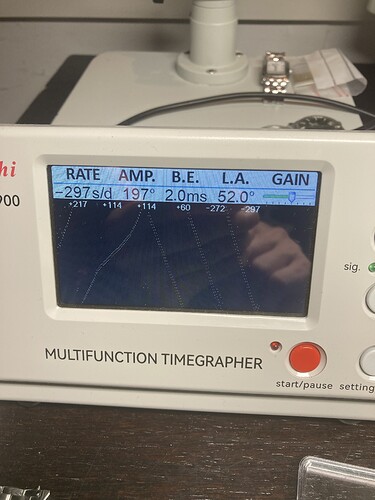 hi
900
RATE AMP. B.E. L.A. GAIN
−297s/d 197° 2.0ms 52.0°
+217 +114 +114 +60 −272 −297
sig.
MULTIFUNCTION TIMEGRAPHER
start/pause setting